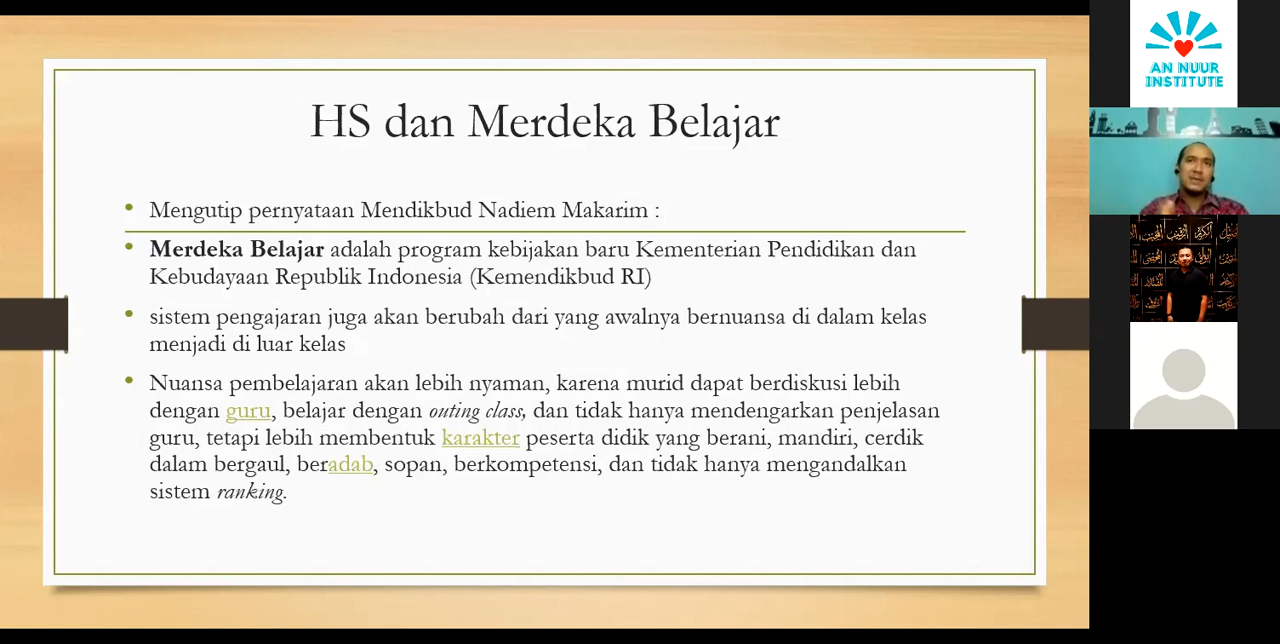 HS dan Merdeka Belajar
Mengutip pernyataan Mendikbud Nadiem Makarim :
Merdeka Belajar adalah program kebijakan baru Kementerian Pendidikan dan
Kebudayaan Republik Indonesia (Kemendikbud RI)
sistem pengajaran juga akan berubah dari yang awalnya bernuansa di dalam kelas
menjadi di luar kelas
Nuansa pembelajaran akan lebih nyaman, karena murid dapat berdiskusi lebih
dengan guru, belajar dengan outing class, dan tidak hanya mendengarkan penjelasan
guru, tetapi lebih membentuk karakter peserta didik yang berani, mandiri, cerdik
dalam bergaul, beradab, sopan, berkompetensi, dan tidak hanya mengandalkan
sistem ranking.
AN NUUR
INSTITUTE